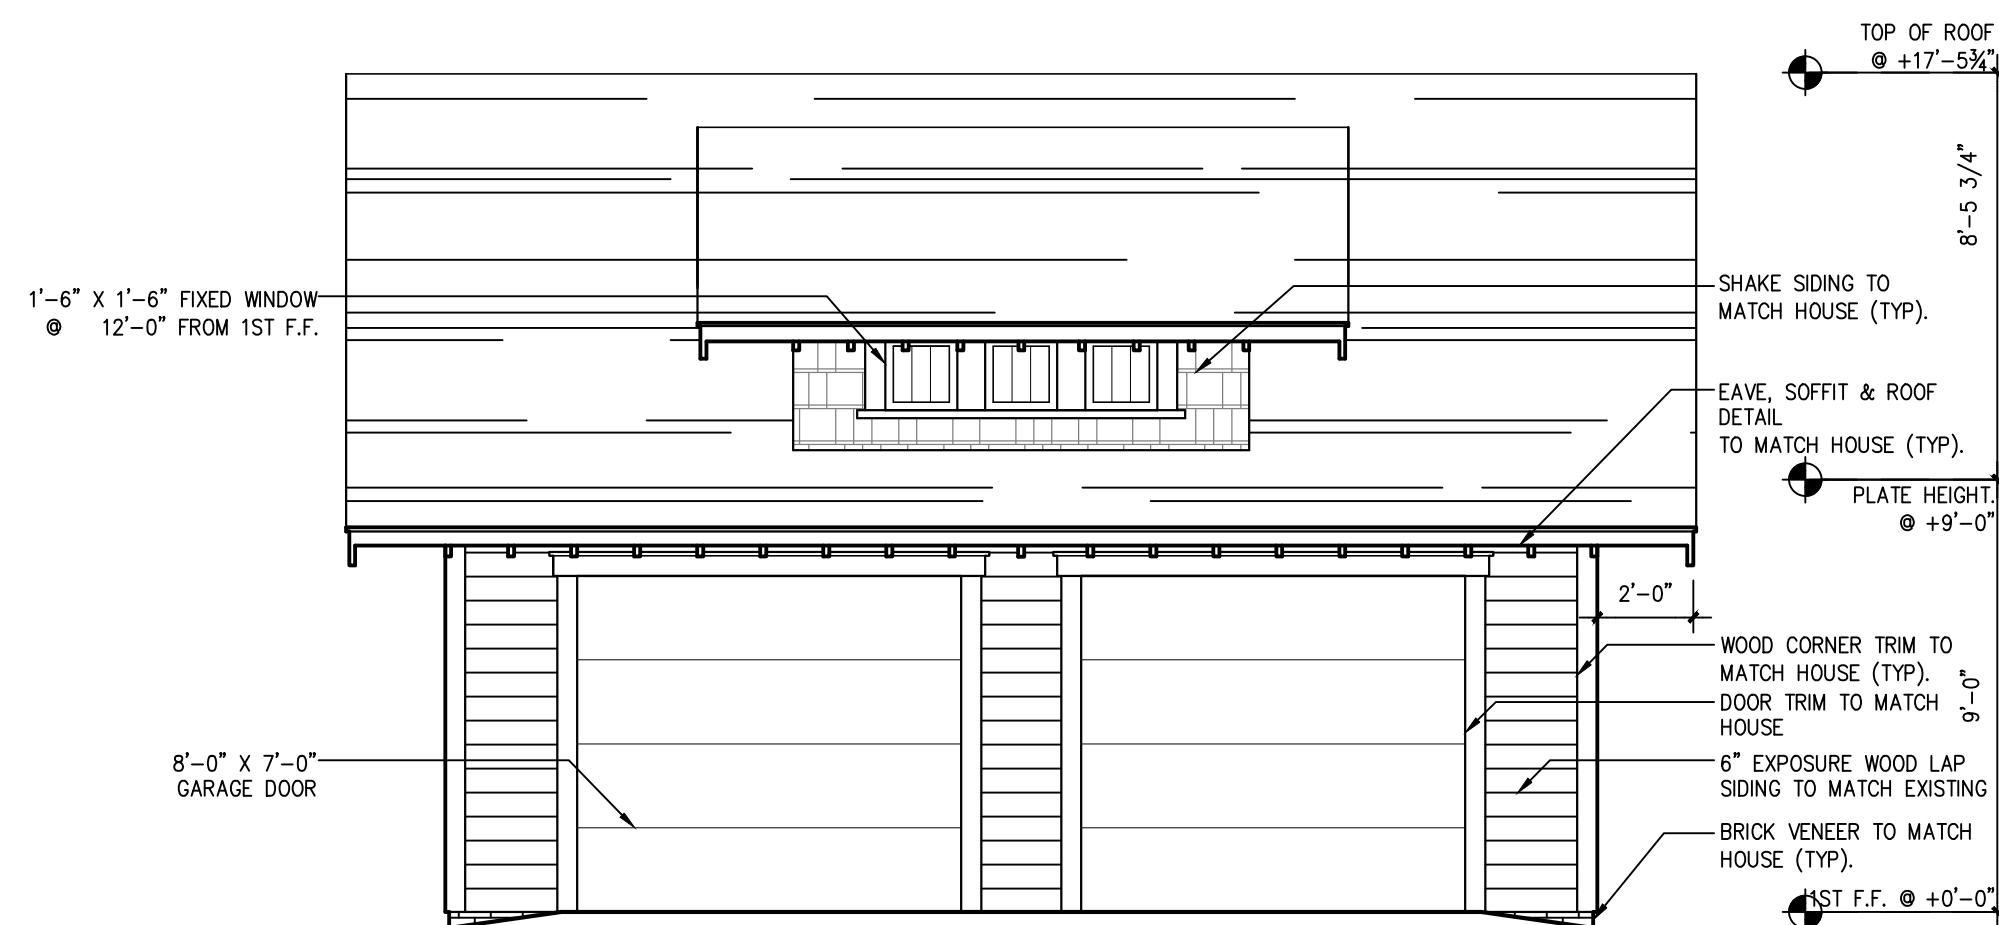 TOP OF ROOF
@ +17'-5¾"
8'-5 3/4"
1'-6" X 1'-6" FIXED WINDOW
@ 12'-0" FROM 1ST F.F.
SHAKE SIDING TO
MATCH HOUSE (TYP).
EAVE, SOFFIT & ROOF
DETAIL
TO MATCH HOUSE (TYP).
PLATE HEIGHT.
@ +9'-0"
2'-0"
WOOD CORNER TRIM TO
MATCH HOUSE (TYP).
9'-0"
DOOR TRIM TO MATCH
HOUSE
8'-0" X 7'-0"
GARAGE DOOR
6" EXPOSURE WOOD LAP
SIDING TO MATCH EXISTING
BRICK VENEER TO MATCH
HOUSE (TYP).
1ST F.F. @ +0'-0"